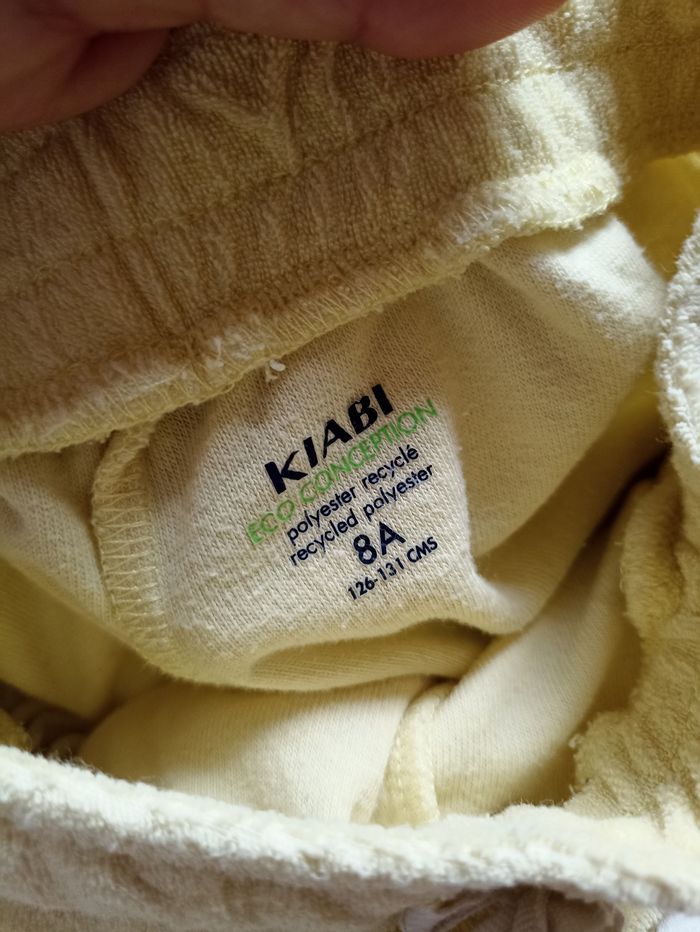 KIABI
ECO CONCEPTION
polyester recyclé
recycled polyester
8A
126-131 CMS